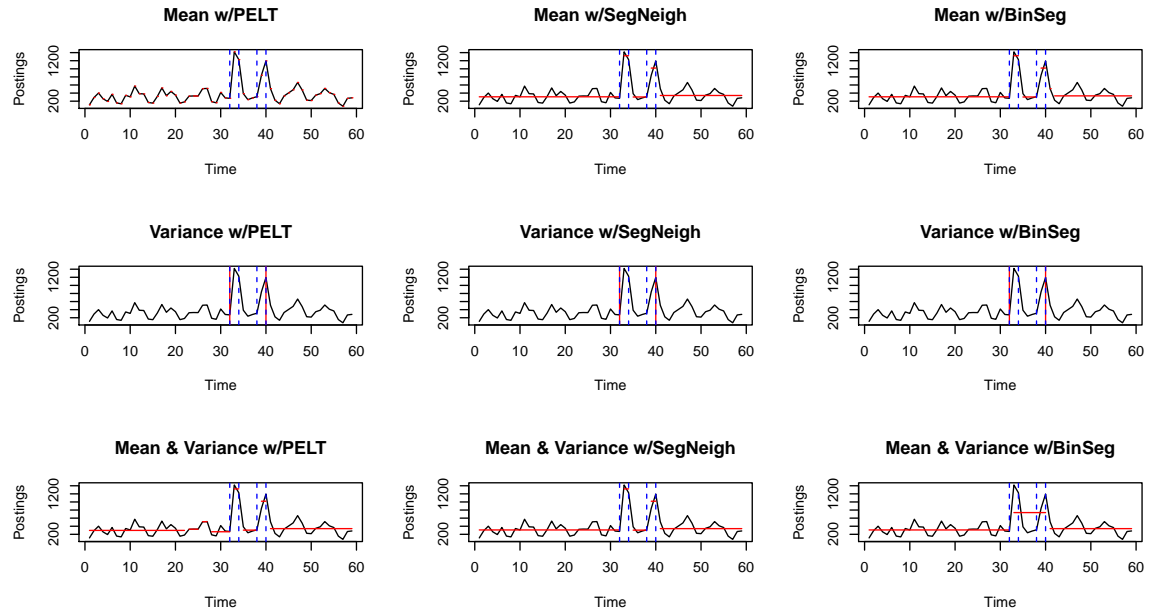 Mean w/PELT
Postings
200 1200
0 10 20 30 40 50 60
Time
Mean w/SegNeigh
Postings
200 1200
0 10 20 30 40 50 60
Time
Mean w/BinSeg
Postings
200 1200
0 10 20 30 40 50 60
Time
Variance w/PELT
Postings
200 1200
0 10 20 30 40 50 60
Time
Variance w/SegNeigh
Postings
200 1200
0 10 20 30 40 50 60
Time
Variance w/BinSeg
Postings
200 1200
0 10 20 30 40 50 60
Time
Mean & Variance w/PELT
Postings
200 1200
0 10 20 30 40 50 60
Time
Mean & Variance w/SegNeigh
Postings
200 1200
0 10 20 30 40 50 60
Time
Mean & Variance w/BinSeg
Postings
200 1200
0 10 20 30 40 50 60
Time